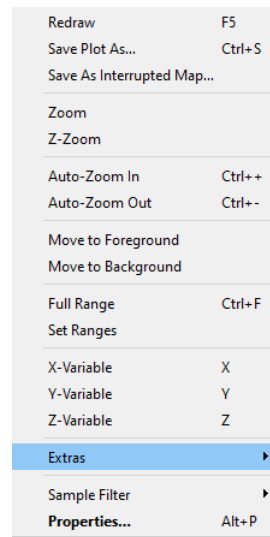 Redraw F5
Save Plot As... Ctrl+S
Save As Interrupted Map...
Zoom
Z-Zoom
Auto-Zoom In Ctrl++
Auto-Zoom Out Ctrl+-
Move to Foreground
Move to Background
Full Range Ctrl+F
Set Ranges
X-Variable X
Y-Variable Y
Z-Variable Z
Extras
Sample Filter
Properties... Alt+P